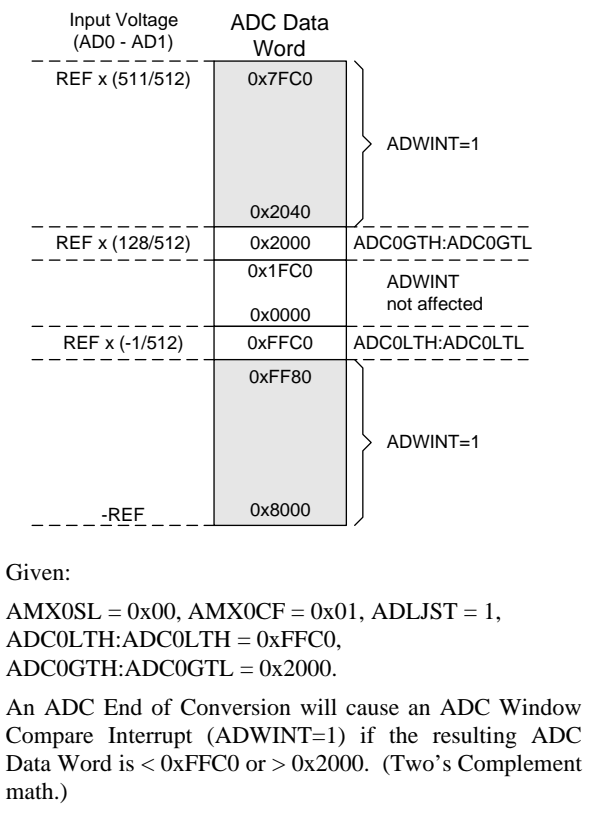 Input Voltage
(AD0 - AD1)
ADC Data
Word
REF x (511/512)
0x7FC0
ADWINT=1
0x2040
REF x (128/512)
0x2000
ADC0GTH:ADC0GTL
0x1FC0
ADWINT
not affected
0x0000
REF x (-1/512)
0xFFC0
ADC0LTH:ADC0LTL
0xFF80
ADWINT=1
-REF
0x8000
Given:
AMX0SL = 0x00, AMX0CF = 0x01, ADLJST = 1,
ADC0LTH:ADC0LTH = 0xFFC0,
ADC0GTH:ADC0GTL = 0x2000.
An ADC End of Conversion will cause an ADC Window
Compare Interrupt (ADWINT=1) if the resulting ADC
Data Word is < 0xFFC0 or > 0x2000. (Two's Complement
math.)